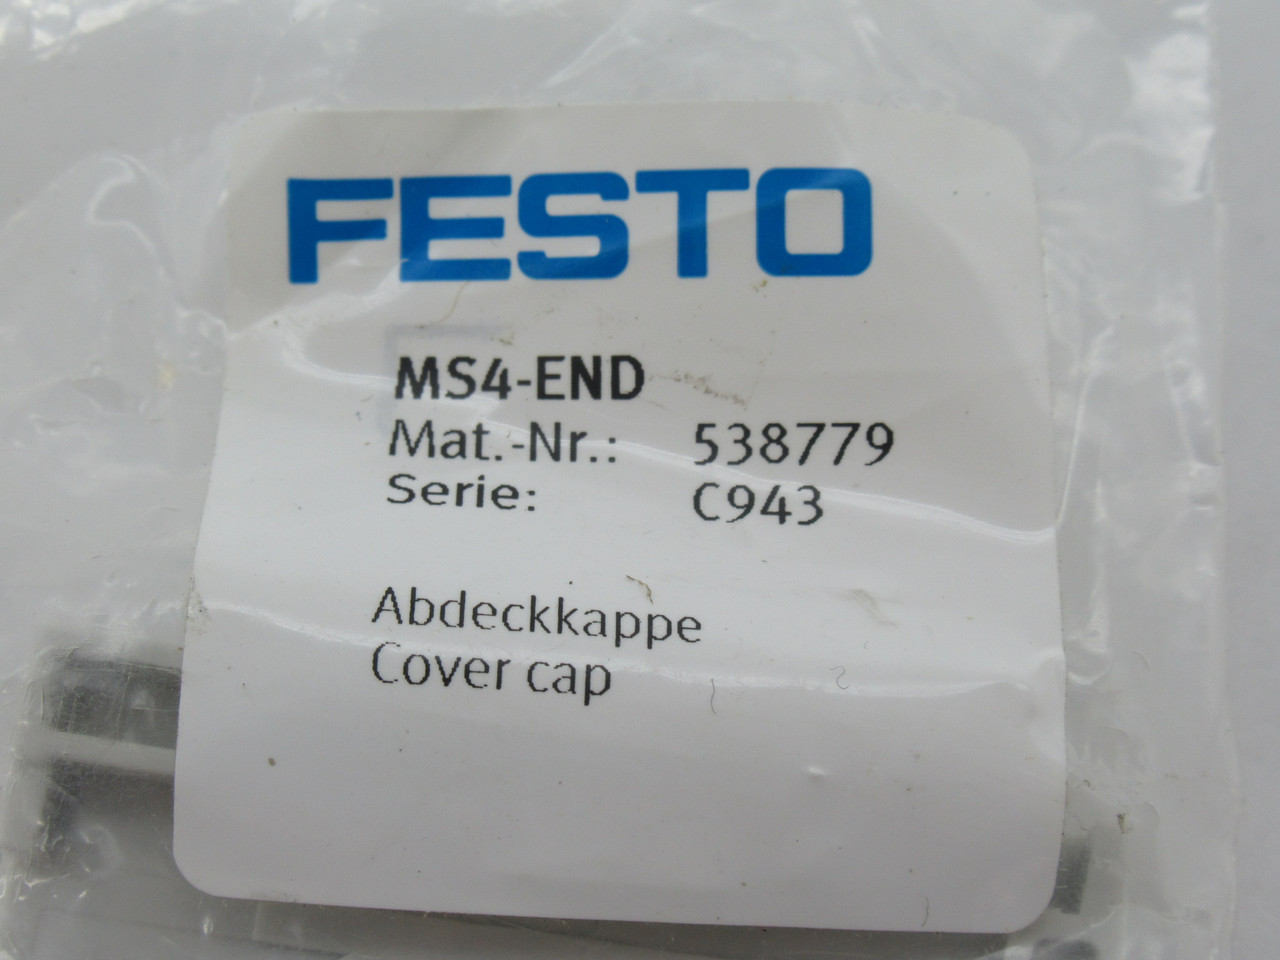 FESTO
MS4-END
Mat.-Nr.: 538779
Serie: C943
Abdeckkappe
Cover cap